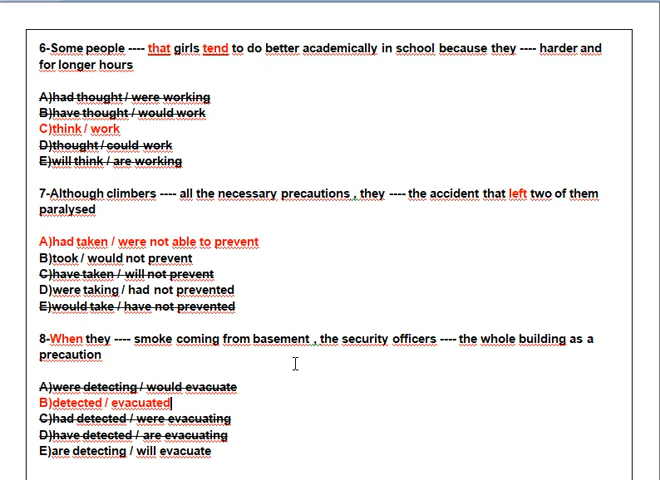 6-Some people ---- that girls tend to do better academically in school because they ---- harder and
for longer hours
A)had thought / were working
B)have thought / would work
C)think / work
D)thought / could work
E)will think / are working
7-Although climbers ---- all the necessary precautions , they ---- the accident that left two of them
paralysed
A)had taken / were not able to prevent
B)took / would not prevent
C)have taken / will not prevent
D)were taking / had not prevented
E)would take / have not prevented
8-When they ---- smoke coming from basement , the security officers ---- the whole building as a
precaution
A)were detecting / would evacuate
B)detected / evacuated
C)had detected / were evacuating
D)have detected / are evacuating
E)are detecting / will evacuate